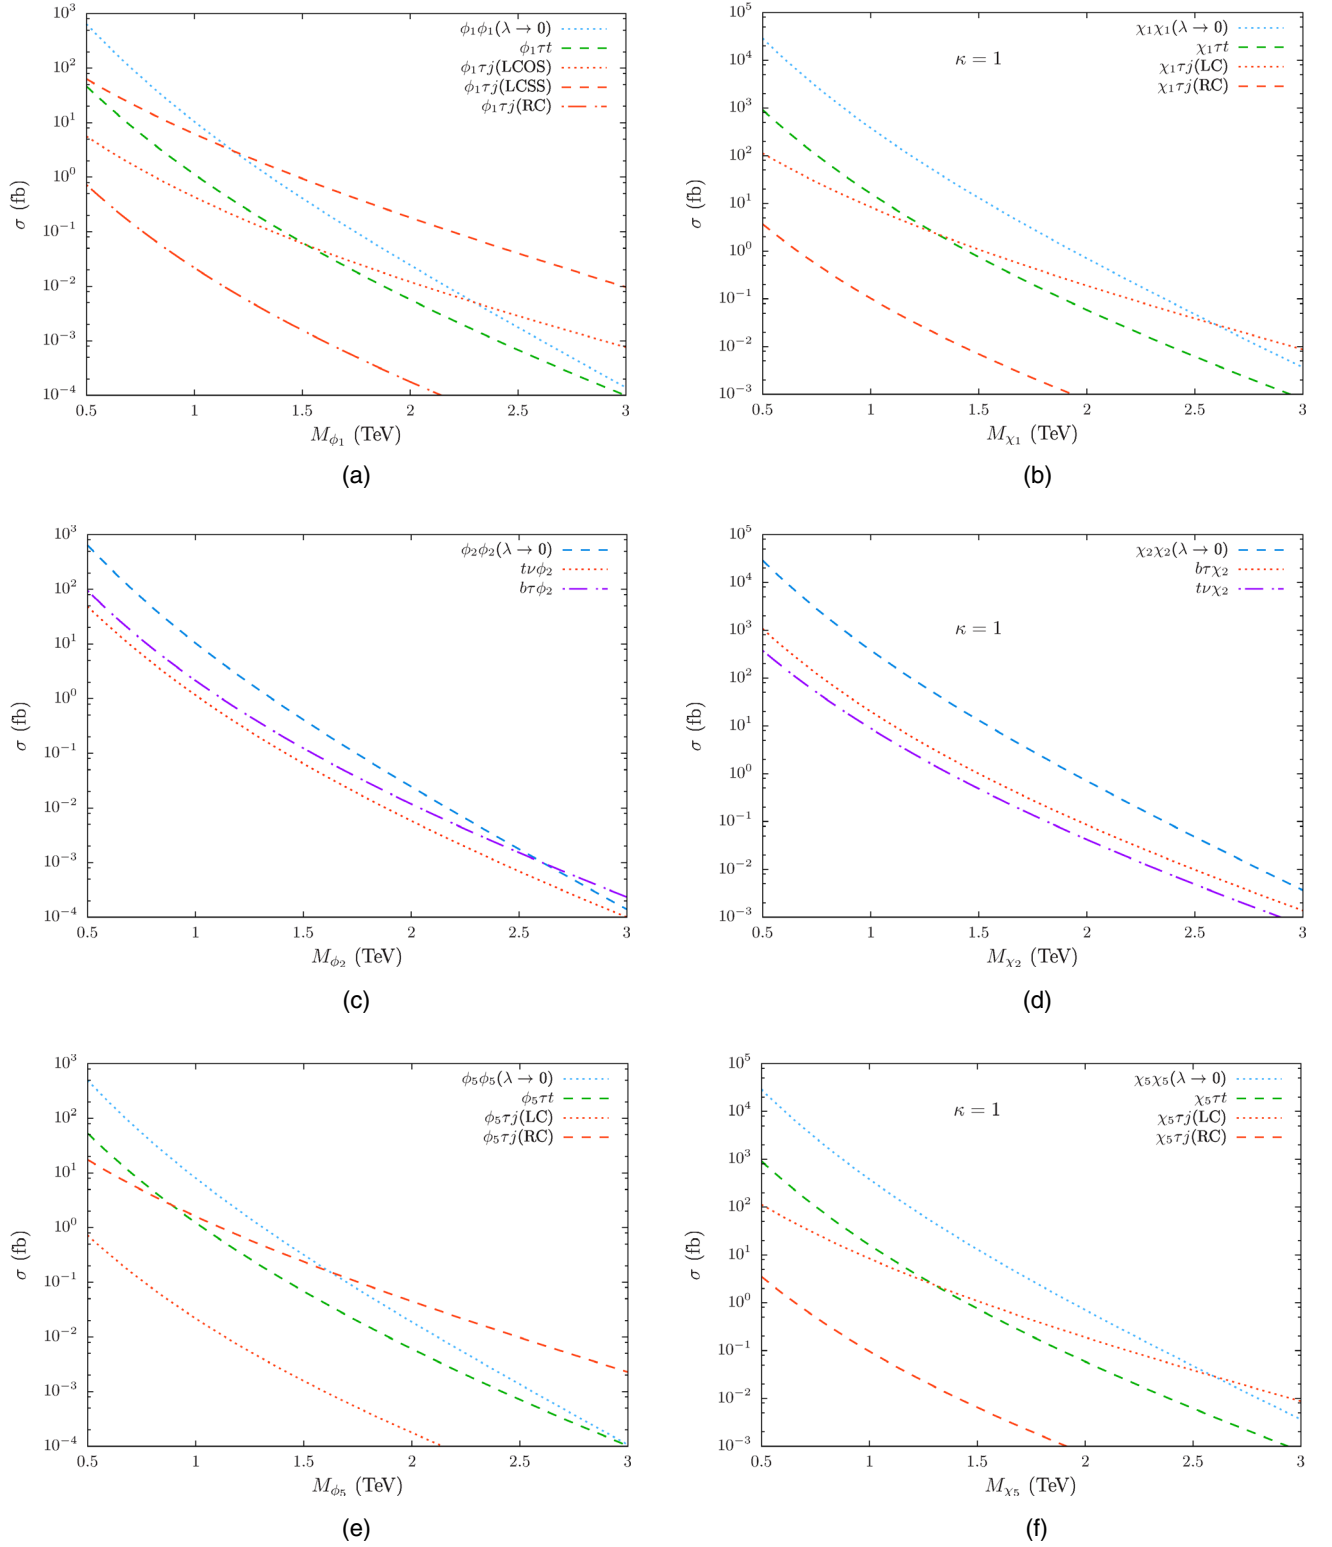 10³
10²
10¹
10⁰
10⁻¹
10⁻²
10⁻³
10⁻⁴
σ (fb)
ϕ₁ϕ₁(λ → 0)
ϕ₁τt
ϕ₁τj(LCOS)
ϕ₁τj(LCSS)
ϕ₁τj(RC)
0.5 1 1.5 2 2.5 3
M_ϕ₁ (TeV)
(a)
10⁵
10⁴
10³
10²
10¹
10⁰
10⁻¹
10⁻²
10⁻³
σ (fb)
κ = 1
χ₁χ₁(λ → 0)
χ₁τt
χ₁τj(LC)
χ₁τj(RC)
0.5 1 1.5 2 2.5 3
M_χ₁ (TeV)
(b)
10³
10²
10¹
10⁰
10⁻¹
10⁻²
10⁻³
10⁻⁴
σ (fb)
ϕ₂ϕ₂(λ → 0)
tνϕ₂
bτϕ₂
0.5 1 1.5 2 2.5 3
M_ϕ₂ (TeV)
(c)
10⁵
10⁴
10³
10²
10¹
10⁰
10⁻¹
10⁻²
10⁻³
σ (fb)
κ = 1
χ₂χ₂(λ → 0)
bτχ₂
tνχ₂
0.5 1 1.5 2 2.5 3
M_χ₂ (TeV)
(d)
10³
10²
10¹
10⁰
10⁻¹
10⁻²
10⁻³
10⁻⁴
σ (fb)
ϕ₅ϕ₅(λ → 0)
ϕ₅τt
ϕ₅τj(LC)
ϕ₅τj(RC)
0.5 1 1.5 2 2.5 3
M_ϕ₅ (TeV)
(e)
10⁵
10⁴
10³
10²
10¹
10⁰
10⁻¹
10⁻²
10⁻³
σ (fb)
κ = 1
χ₅χ₅(λ → 0)
χ₅τt
χ₅τj(LC)
χ₅τj(RC)
0.5 1 1.5 2 2.5 3
M_χ₅ (TeV)
(f)